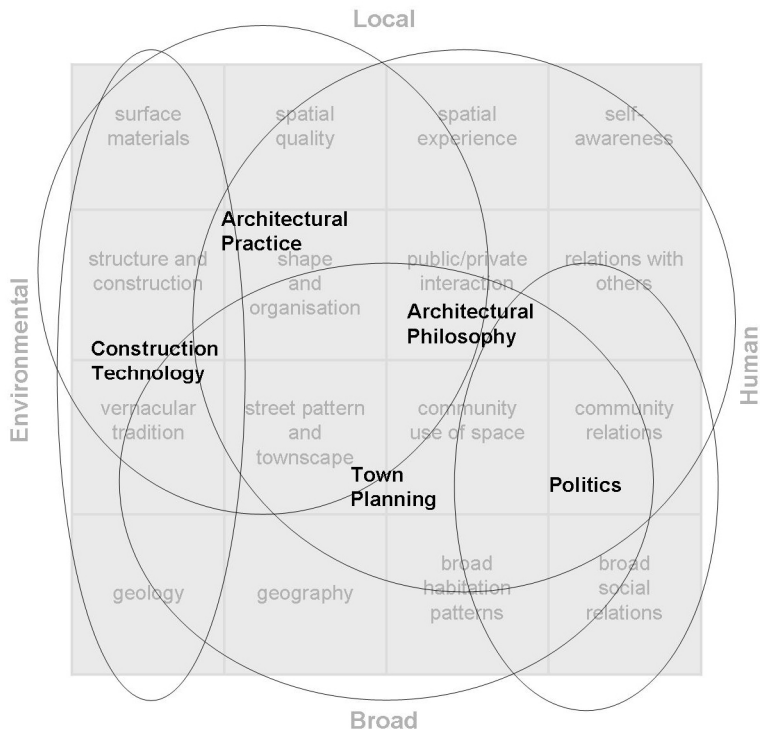 Local
surface
materials
spatial
quality
spatial
experience
self-
awareness
Architectural
Practice
structure and
construction
shape
and
organisation
public/private
interaction
relations with
others
Architectural
Philosophy
Construction
Technology
Environmental
Human
vernacular
tradition
street pattern
and
townscape
community
use of space
community
relations
Town
Planning
Politics
geology
geography
broad
habitation
patterns
broad
social
relations
Broad